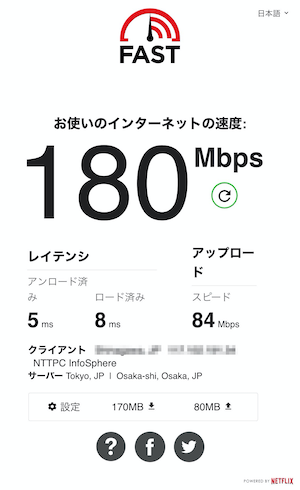 日本語
FAST
お使いのインターネットの速度:
180 Mbps
レイテンシ
アンロード済
み
ロード済み
5 ms
8 ms
アップロー
ド
スピード
84 Mbps
クライアント
NTTPC InfoSphere
サーバー Tokyo, JP | Osaka-shi, Osaka, JP
設定
170MB
80MB
?
f
POWERED BY NETFLIX